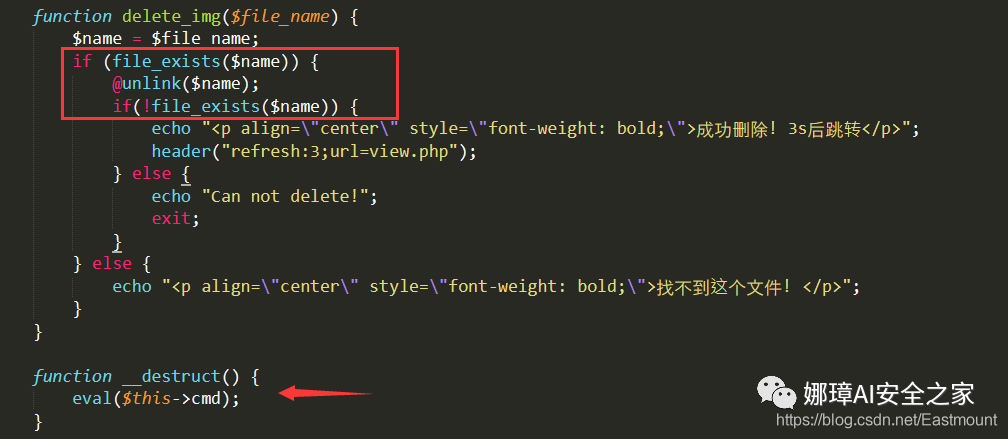 function delete_img($file_name) {
    $name = $file_name;
    if (file_exists($name)) {
        @unlink($name);
        if(!file_exists($name)) {
            echo "<p align=\"center\" style=\"font-weight: bold;\">成功删除! 3s后跳转</p>";
            header("refresh:3;url=view.php");
        } else {
            echo "Can not delete!";
            exit;
        }
    } else {
        echo "<p align=\"center\" style=\"font-weight: bold;\">找不到这个文件! </p>";
    }
}
function __destruct() {
    eval($this->cmd);
}
娜璋AI安全之家
https://blog.csdn.net/Eastmount